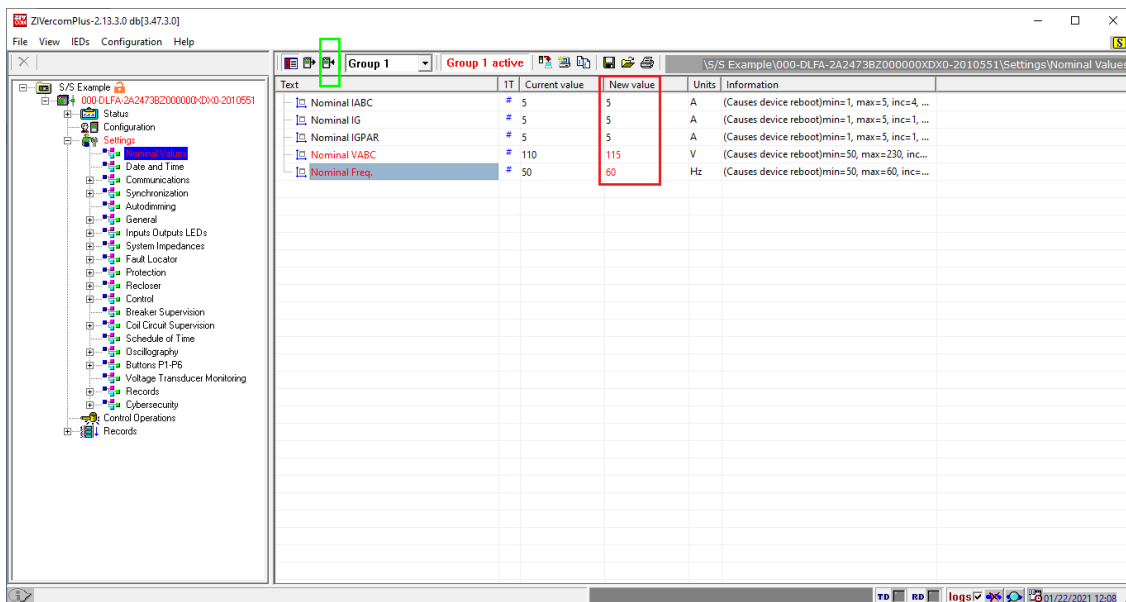 ZIVercomPlus-2.13.3.0 db[3.47.3.0]
File View IEDs Configuration Help
S
Group 1 Group 1 active \S/S Example\000-DLFA-2A2473BZ000000XDX0-2010551\Settings\Nominal Values
S/S Example
000-DLFA-2A2473BZ000000XDX0-2010551
Status
Configuration
Settings
Nominal Values
Date and Time
Communications
Synchronization
Autodimming
General
Inputs Outputs LEDs
System Impedances
Fault Locator
Protection
Recloser
Control
Breaker Supervision
Coil Circuit Supervision
Schedule of Time
Oscillography
Buttons P1-P6
Voltage Transducer Monitoring
Records
Cybersecurity
Control Operations
Records
Text 1T Current value New value Units Information
Nominal IABC # 5 5 A (Causes device reboot)min=1, max=5, inc=4, ...
Nominal IG # 5 5 A (Causes device reboot)min=1, max=5, inc=1, ...
Nominal IGPAR # 5 5 A (Causes device reboot)min=1, max=5, inc=1, ...
Nominal VABC # 110 115 V (Causes device reboot)min=50, max=230, inc...
Nominal Freq. # 50 60 Hz (Causes device reboot)min=50, max=60, inc=...
TD RD logs 01/22/2021 12:08